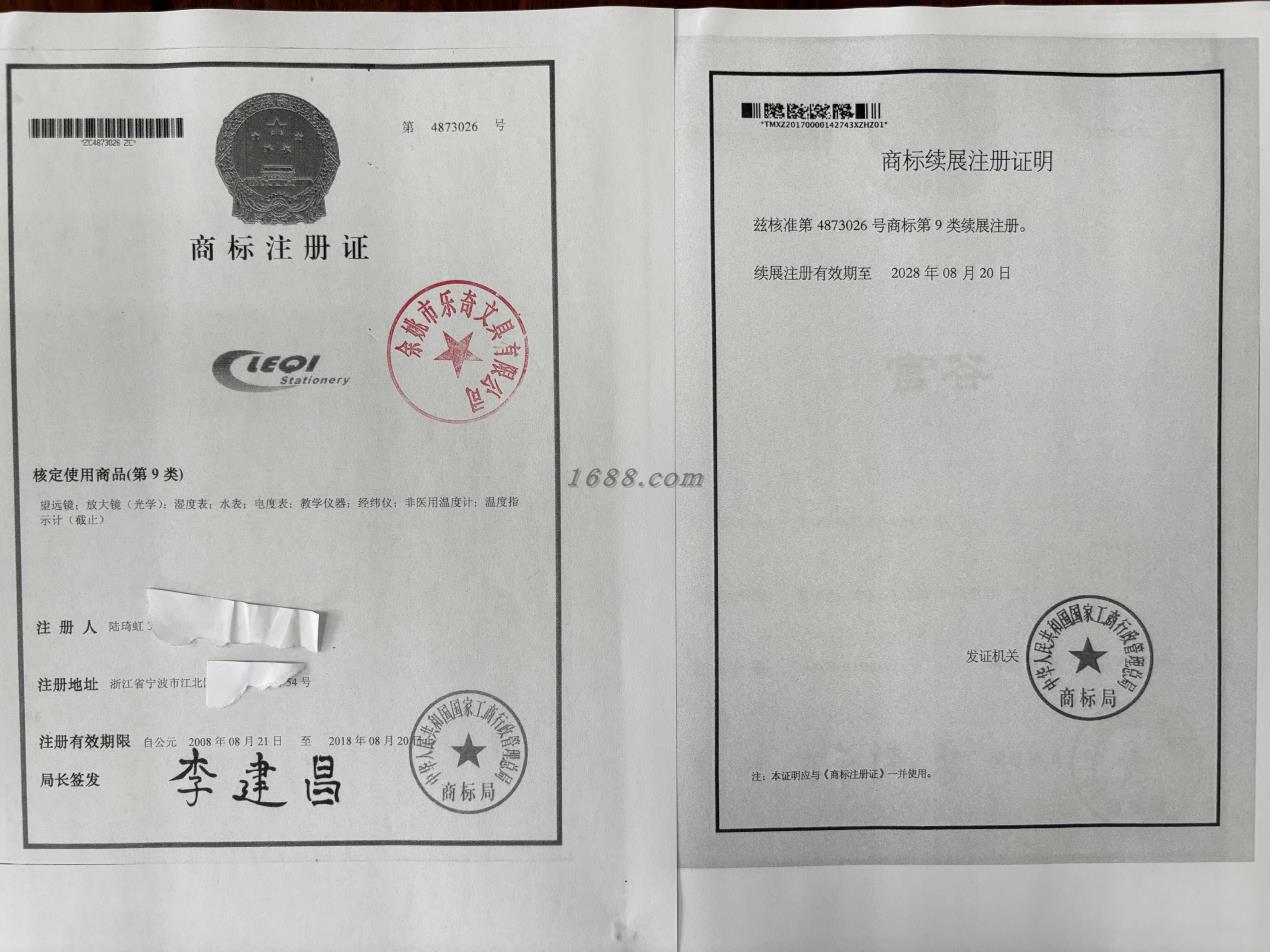 *ZC4873026 ZC*
第 4873026 号
商标注册证
LEQI
Stationery
余姚市乐奇文具有限公司
核定使用商品(第 9 类)
望远镜；放大镜（光学）；湿度表；水表；电度表；教学仪器；经纬仪；非医用温度计；温度指
示计（截止）
注 册 人 陆琦虹
注册地址 浙江省宁波市江北 54 号
注册有效期限 自公元 2008 年 08 月 21 日 至 2018 年 08 月 20 日
局长签发 李建昌
中华人民共和国国家工商行政管理总局
商标局
1688.com
*TMXZ20170000142743XZHZ01*
商标续展注册证明
兹核准第 4873026 号商标第 9 类续展注册。
续展注册有效期至 2028 年 08 月 20 日
发证机关
中华人民共和国国家工商行政管理总局
商标局
注：本证明应与《商标注册证》一并使用。